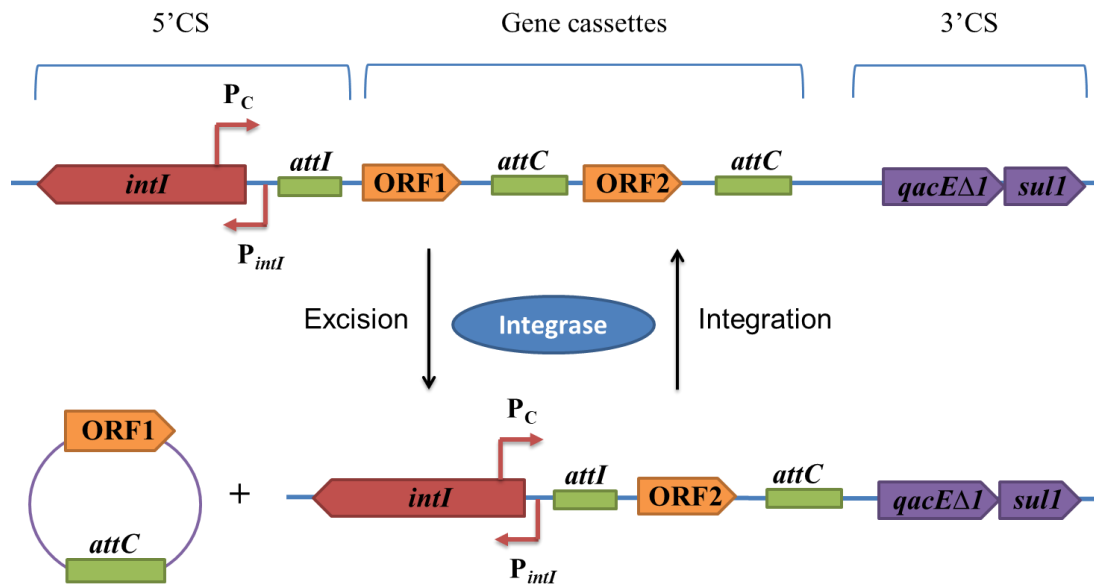 5’CS Gene cassettes 3’CS
PC
intI attI ORF1 attC ORF2 attC qacEΔ1 sul1
PintI
Excision Integrase Integration
PC
ORF1
+ intI attI ORF2 attC qacEΔ1 sul1
attC
PintI